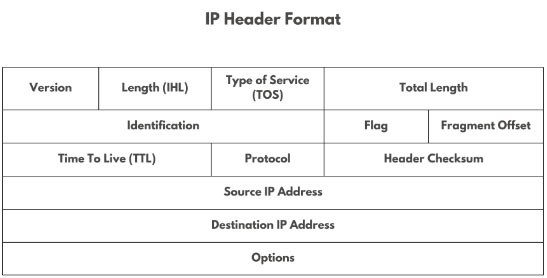 IP Header Format
Version
Length (IHL)
Type of Service
(TOS)
Total Length
Identification
Flag
Fragment Offset
Time To Live (TTL)
Protocol
Header Checksum
Source IP Address
Destination IP Address
Options